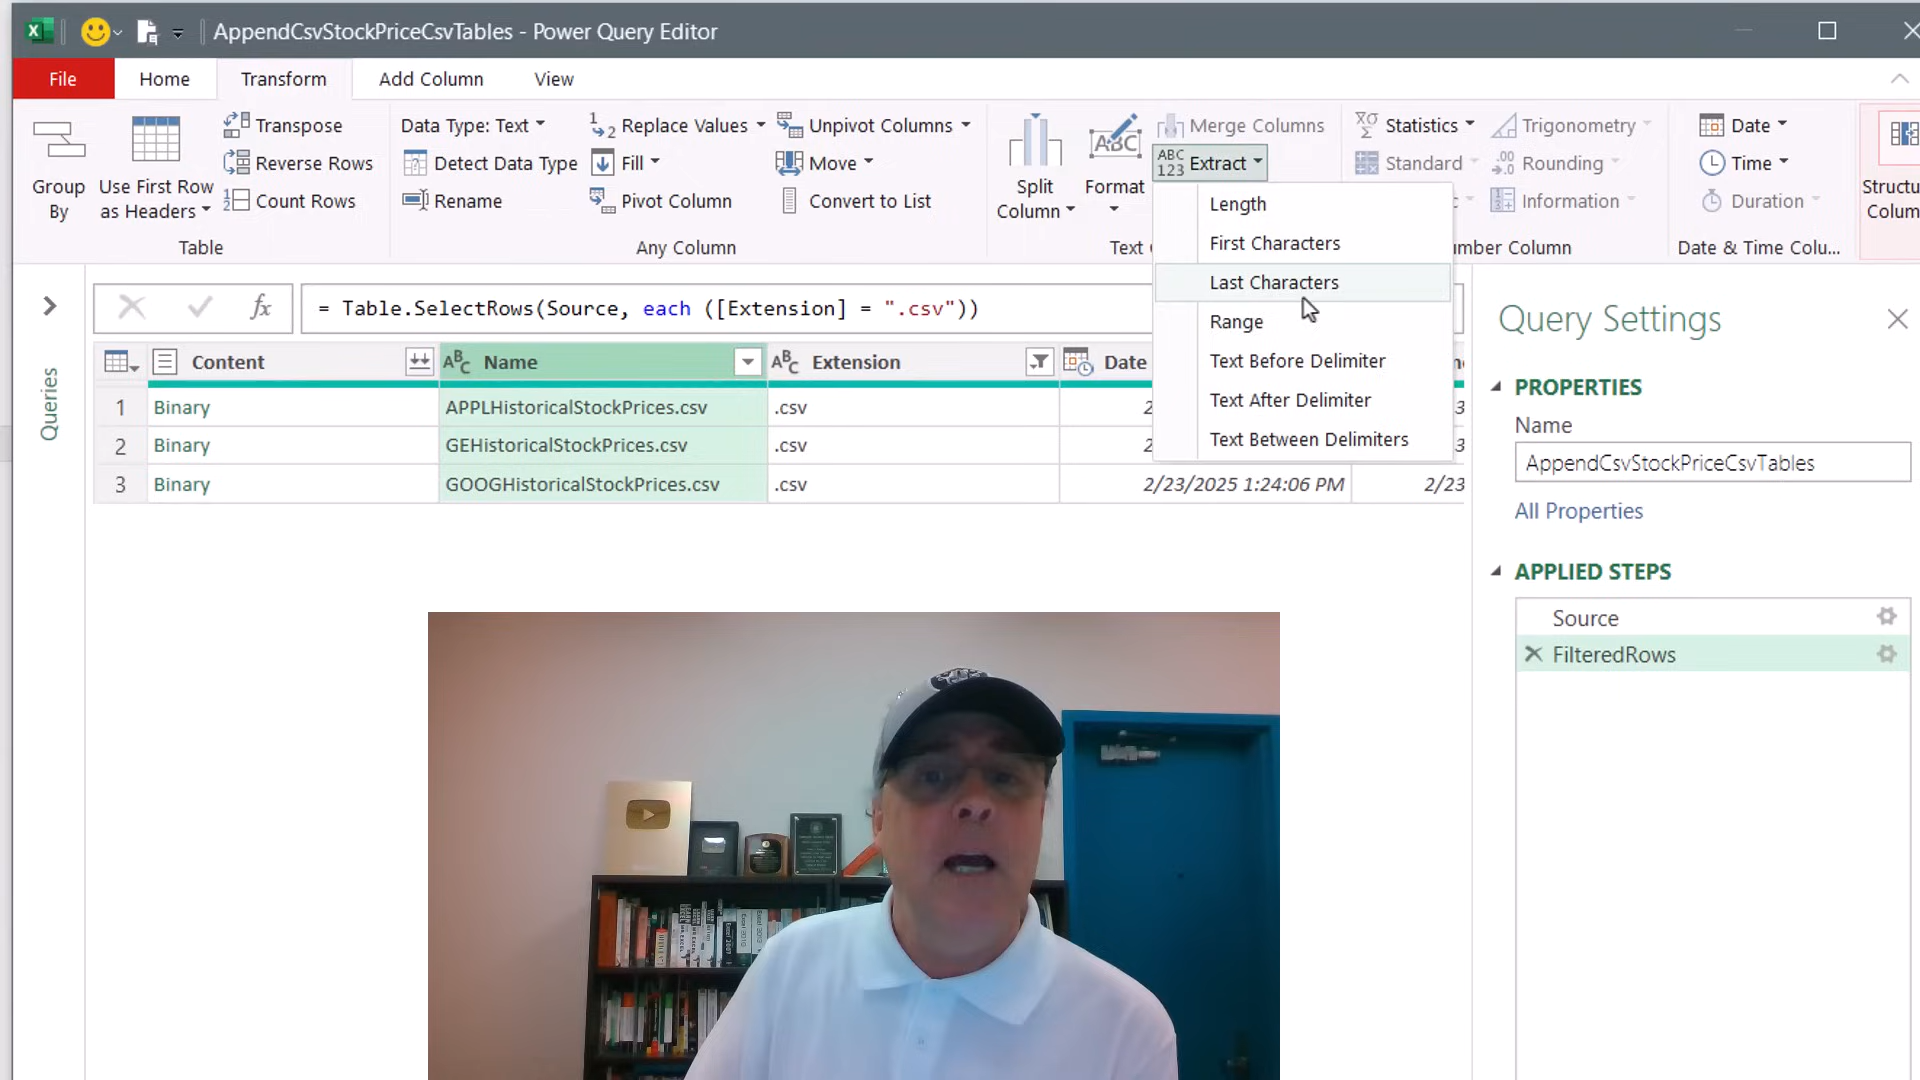 AppendCsvStockPriceCsvTables - Power Query Editor
File
Home
Transform
Add Column
View
Group By
Use First Row as Headers
Transpose
Reverse Rows
Count Rows
Table
Data Type: Text
Detect Data Type
Rename
Replace Values
Fill
Pivot Column
Unpivot Columns
Move
Convert to List
Any Column
Split Column
Format
Merge Columns
Extract
Text C
Length
First Characters
Last Characters
Range
Text Before Delimiter
Text After Delimiter
Text Between Delimiters
Statistics
Standard
Trigonometry
Rounding
Information
mber Column
Date
Time
Duration
Date & Time Colu...
Structu
Colum
Queries
fx
= Table.SelectRows(Source, each ([Extension] = ".csv"))
Content
Name
Extension
Date
1 Binary APPLHistoricalStockPrices.csv .csv 2 3
2 Binary GEHistoricalStockPrices.csv .csv 2 3
3 Binary GOOGHistoricalStockPrices.csv .csv 2/23/2025 1:24:06 PM 2/23
Query Settings
PROPERTIES
Name
AppendCsvStockPriceCsvTables
All Properties
APPLIED STEPS
Source
FilteredRows